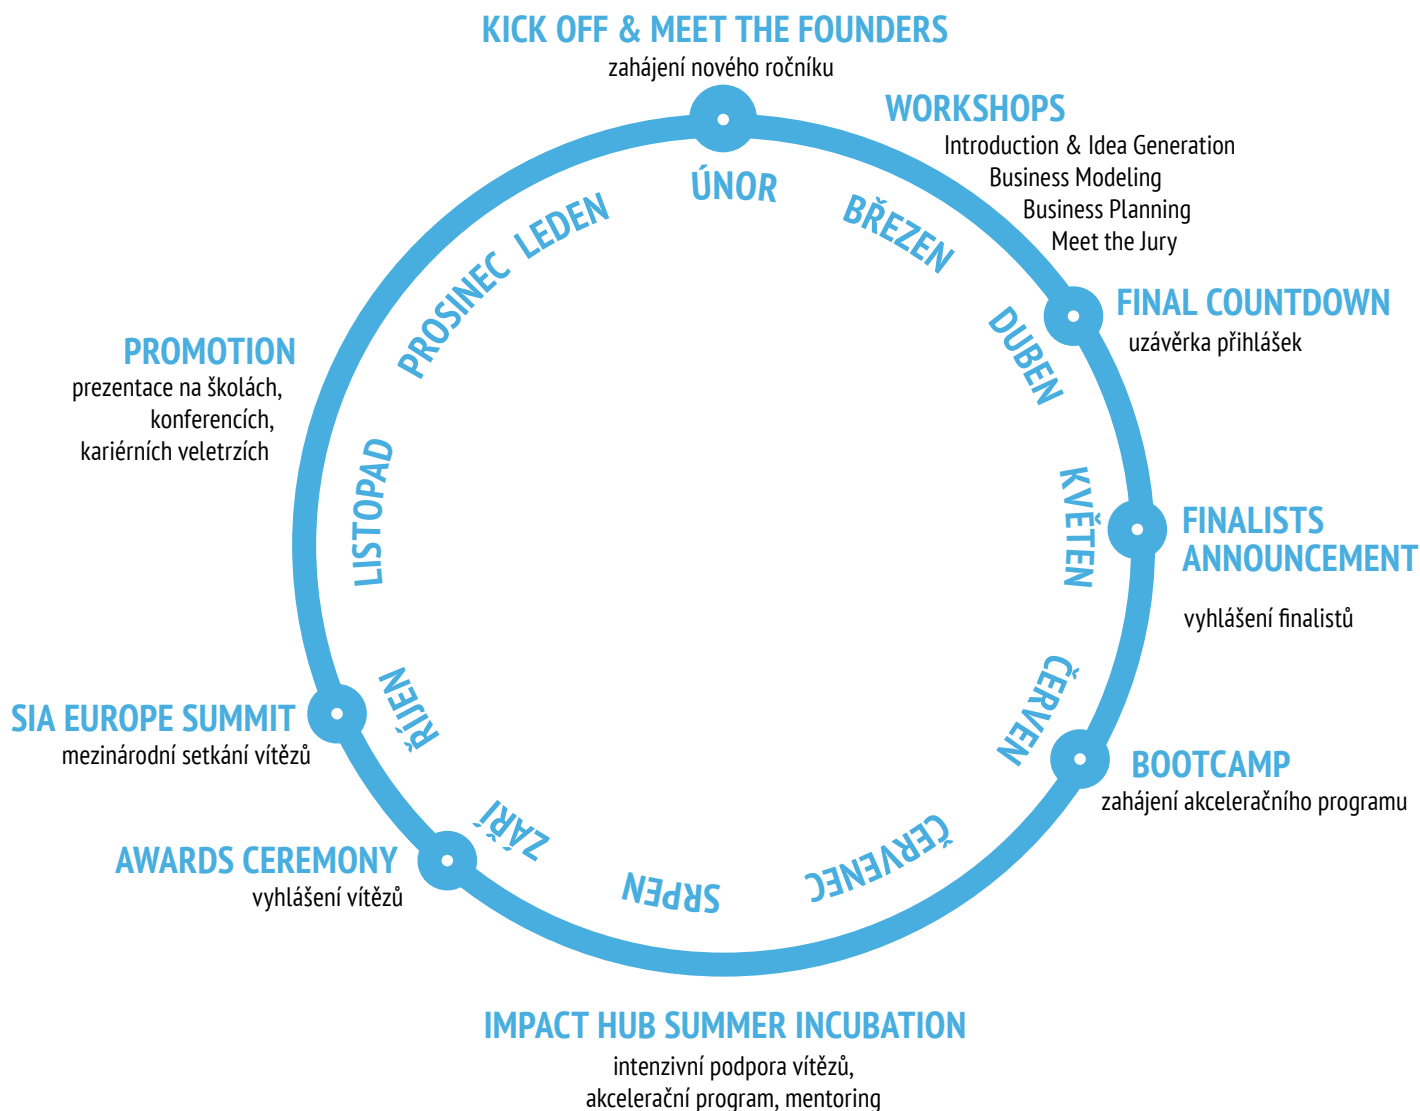 KICK OFF & MEET THE FOUNDERS
zahájení nového ročníku
WORKSHOPS
Introduction & Idea Generation
Business Modeling
Business Planning
Meet the Jury
FINAL COUNTDOWN
uzávěrka přihlášek
FINALISTS
ANNOUNCEMENT
vyhlášení finalistů
BOOTCAMP
zahájení akceleračního programu
IMPACT HUB SUMMER INCUBATION
intenzivní podpora vítězů,
akcelerační program, mentoring
AWARDS CEREMONY
vyhlášení vítězů
SIA EUROPE SUMMIT
mezinárodní setkání vítězů
PROMOTION
prezentace na školách,
konferencích,
kariérních veletrzích
ÚNOR
BŘEZEN
DUBEN
KVĚTEN
ČERVEN
ČERVENEC
SRPEN
ZÁŘÍ
ŘÍJEN
LISTOPAD
PROSINEC
LEDEN